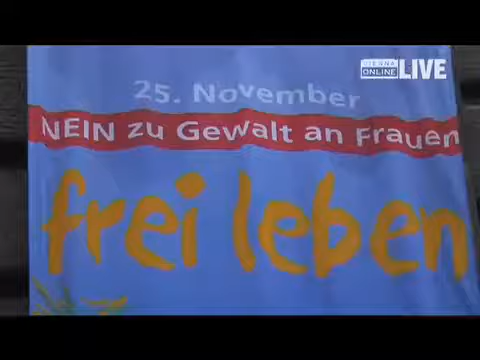 VIENNA
ONLINE LIVE
25. November
NEIN zu Gewalt an Frauen
frei leben